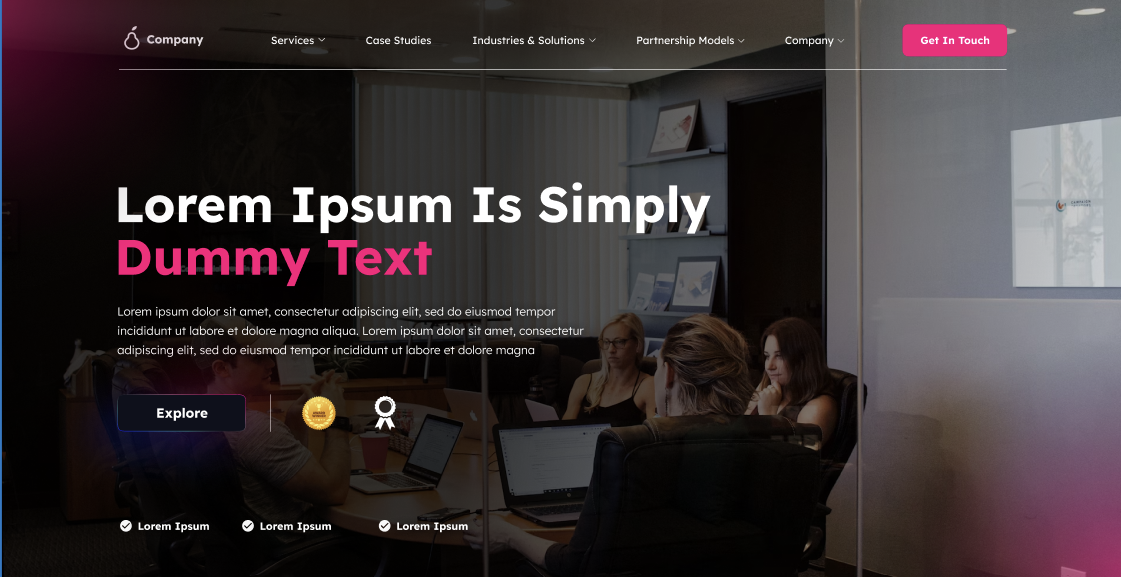 Company
Services
Case Studies
Industries & Solutions
Partnership Models
Company
Get In Touch
Lorem Ipsum Is Simply
Dummy Text
Lorem ipsum dolor sit amet, consectetur adipiscing elit, sed do eiusmod tempor
incididunt ut labore et dolore magna aliqua. Lorem ipsum dolor sit amet, consectetur
adipiscing elit, sed do eiusmod tempor incididunt ut labore et dolore magna
Explore
Lorem Ipsum
Lorem Ipsum
Lorem Ipsum